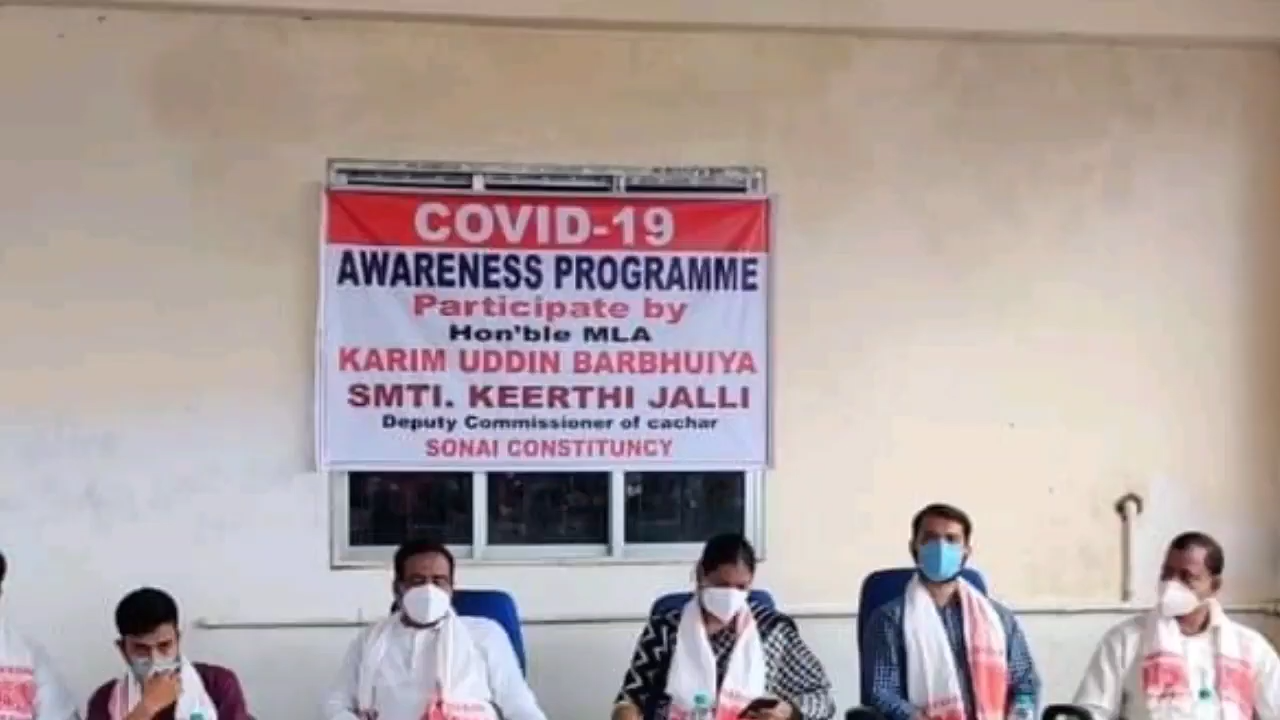 COVID-19
AWARENESS PROGRAMME
Participate by
Hon'ble MLA
KARIM UDDIN BARBHUIYA
SMTI. KEERTHI JALLI
Deputy Commissioner of cachar
SONAI CONSTITUNCY